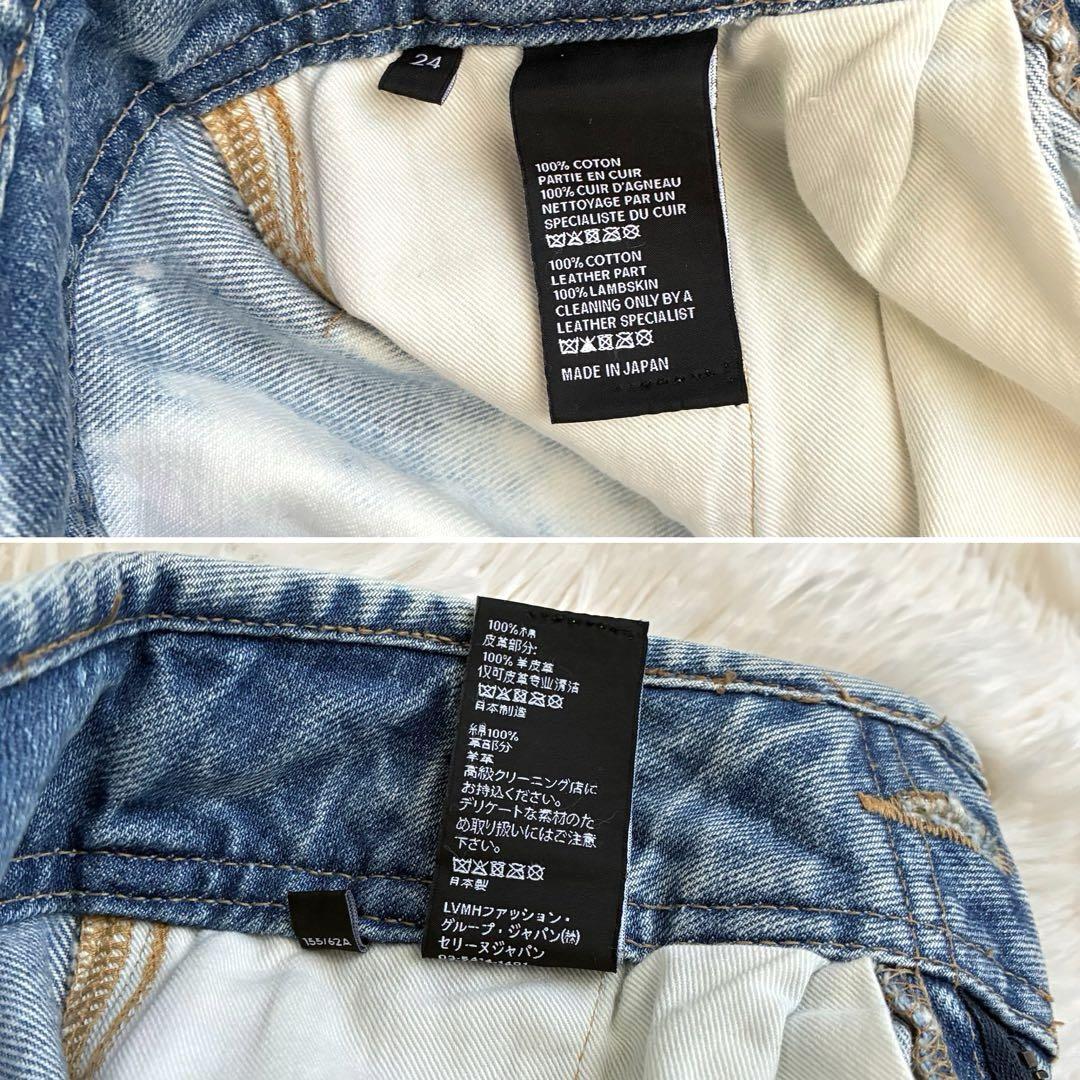 24
100% COTON
PARTIE EN CUIR
100% CUIR D'AGNEAU
NETTOYAGE PAR UN
SPECIALISTE DU CUIR
100% COTTON
LEATHER PART
100% LAMBSKIN
CLEANING ONLY BY A
LEATHER SPECIALIST
MADE IN JAPAN
100%棉
皮革部分:
100%羊皮革
仅可皮革专业清洁
日本制造
綿100%
革部分
羊革
高級クリーニング店に
お持込ください。
デリケートな素材のた
め取り扱いにはご注意
下さい。
日本製
LVMHファッション・
グループ・ジャパン㈱
セリーヌジャパン
155/62A